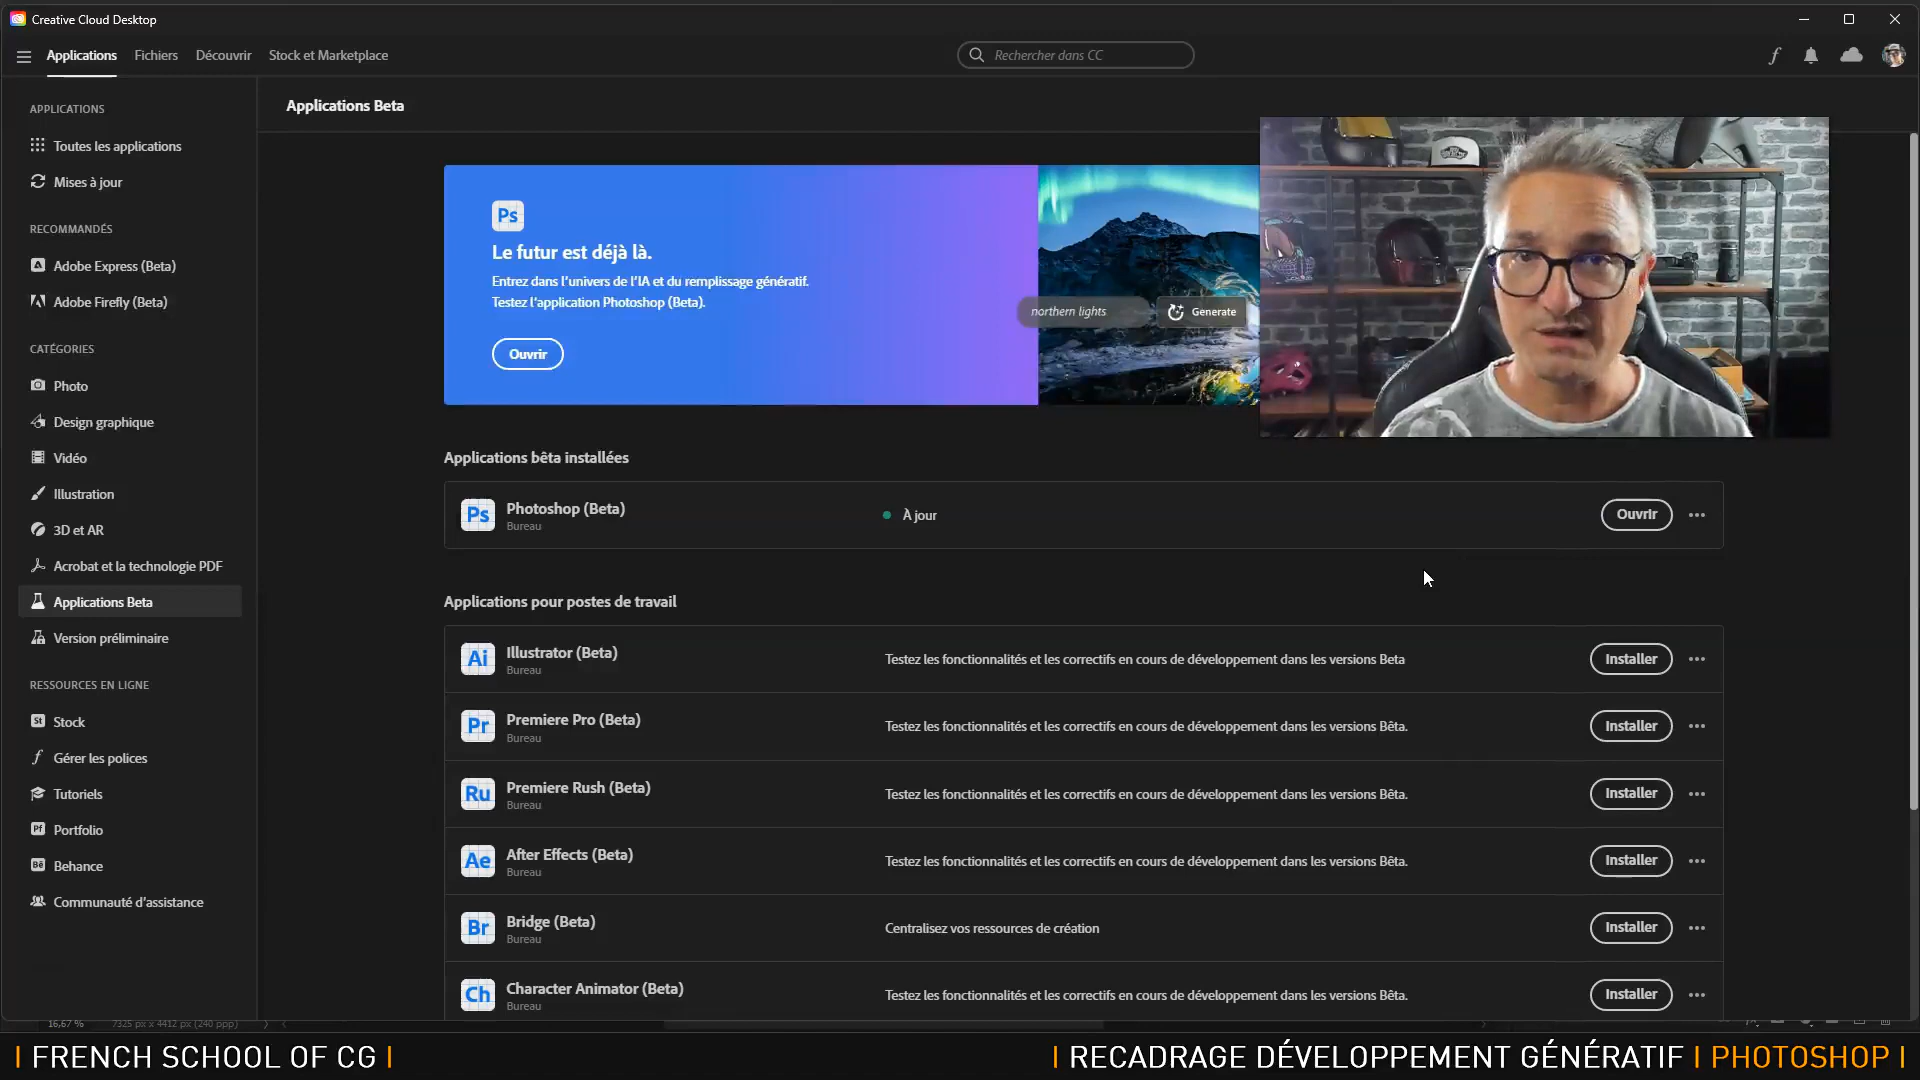 Creative Cloud Desktop
Applications
Fichiers
Découvrir
Stock et Marketplace
Rechercher dans CC
APPLICATIONS
Toutes les applications
Mises à jour
RECOMMANDÉS
Adobe Express (Beta)
Adobe Firefly (Beta)
CATÉGORIES
Photo
Design graphique
Vidéo
Illustration
3D et AR
Acrobat et la technologie PDF
Applications Beta
Version préliminaire
RESSOURCES EN LIGNE
St Stock
Gérer les polices
Tutoriels
Pf Portfolio
Bē Behance
Communauté d'assistance
Applications Beta
Ps
Le futur est déjà là.
Entrez dans l'univers de l'IA et du remplissage génératif.
Testez l'application Photoshop (Beta).
Ouvrir
northern lights
Generate
Applications bêta installées
Ps Photoshop (Beta)
Bureau
À jour
Ouvrir
Applications pour postes de travail
Ai Illustrator (Beta)
Bureau
Testez les fonctionnalités et les correctifs en cours de développement dans les versions Beta
Installer
Pr Premiere Pro (Beta)
Bureau
Testez les fonctionnalités et les correctifs en cours de développement dans les versions Bêta.
Installer
Ru Premiere Rush (Beta)
Bureau
Testez les fonctionnalités et les correctifs en cours de développement dans les versions Bêta.
Installer
Ae After Effects (Beta)
Bureau
Testez les fonctionnalités et les correctifs en cours de développement dans les versions Bêta.
Installer
Br Bridge (Beta)
Bureau
Centralisez vos ressources de création
Installer
Ch Character Animator (Beta)
Bureau
Testez les fonctionnalités et les correctifs en cours de développement dans les versions Bêta.
Installer
16,67 %
7325 px x 4412 px (240 ppp)
| FRENCH SCHOOL OF CG |
| RECADRAGE DÉVELOPPEMENT GÉNÉRATIF | PHOTOSHOP |